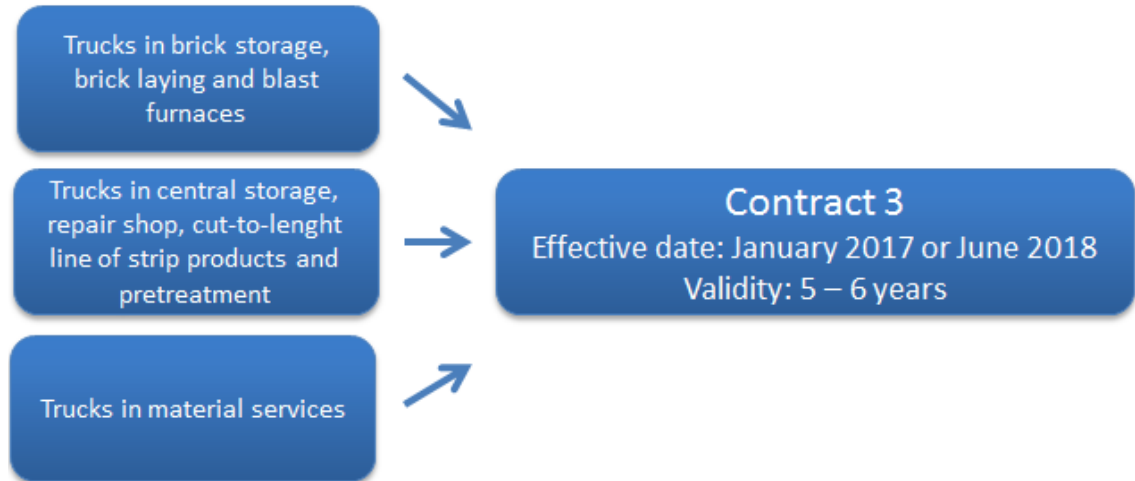 Trucks in brick storage,
brick laying and blast
furnaces
Trucks in central storage,
repair shop, cut-to-lenght
line of strip products and
pretreatment
Trucks in material services
Contract 3
Effective date: January 2017 or June 2018
Validity: 5 – 6 years